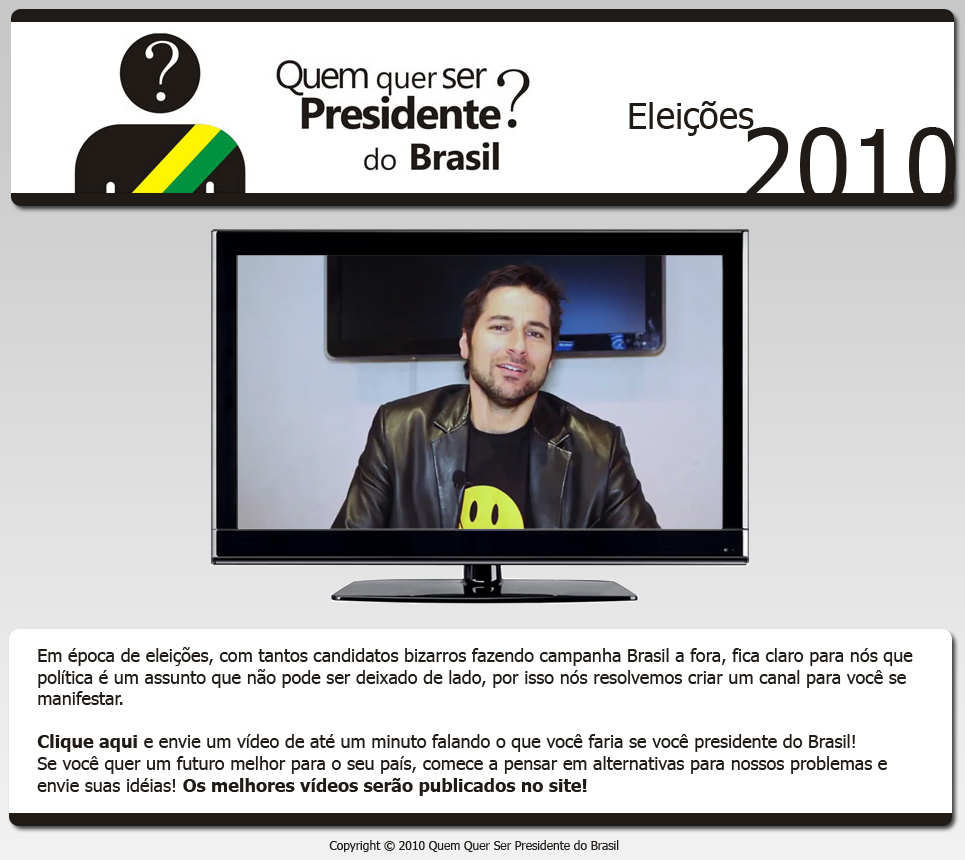 ?
Quem quer ser
Presidente?
do Brasil
Eleições
2010
Em época de eleições, com tantos candidatos bizarros fazendo campanha Brasil a fora, fica claro para nós que
política é um assunto que não pode ser deixado de lado, por isso nós resolvemos criar um canal para você se
manifestar.
Clique aqui e envie um vídeo de até um minuto falando o que você faria se você presidente do Brasil!
Se você quer um futuro melhor para o seu país, comece a pensar em alternativas para nossos problemas e
envie suas idéias! Os melhores vídeos serão publicados no site!
Copyright © 2010 Quem Quer Ser Presidente do Brasil